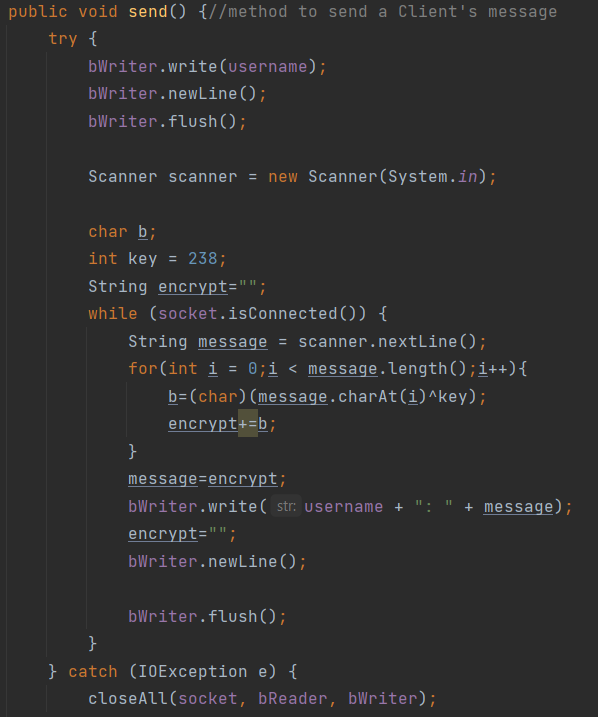 public void send() {//method to send a Client's message
try {
bWriter.write(username);
bWriter.newLine();
bWriter.flush();
Scanner scanner = new Scanner(System.in);
char b;
int key = 238;
String encrypt="";
while (socket.isConnected()) {
String message = scanner.nextLine();
for(int i = 0;i < message.length();i++){
b=(char)(message.charAt(i)^key);
encrypt+=b;
}
message=encrypt;
bWriter.write( str: username + ": " + message);
encrypt="";
bWriter.newLine();
bWriter.flush();
}
} catch (IOException e) {
closeAll(socket, bReader, bWriter);